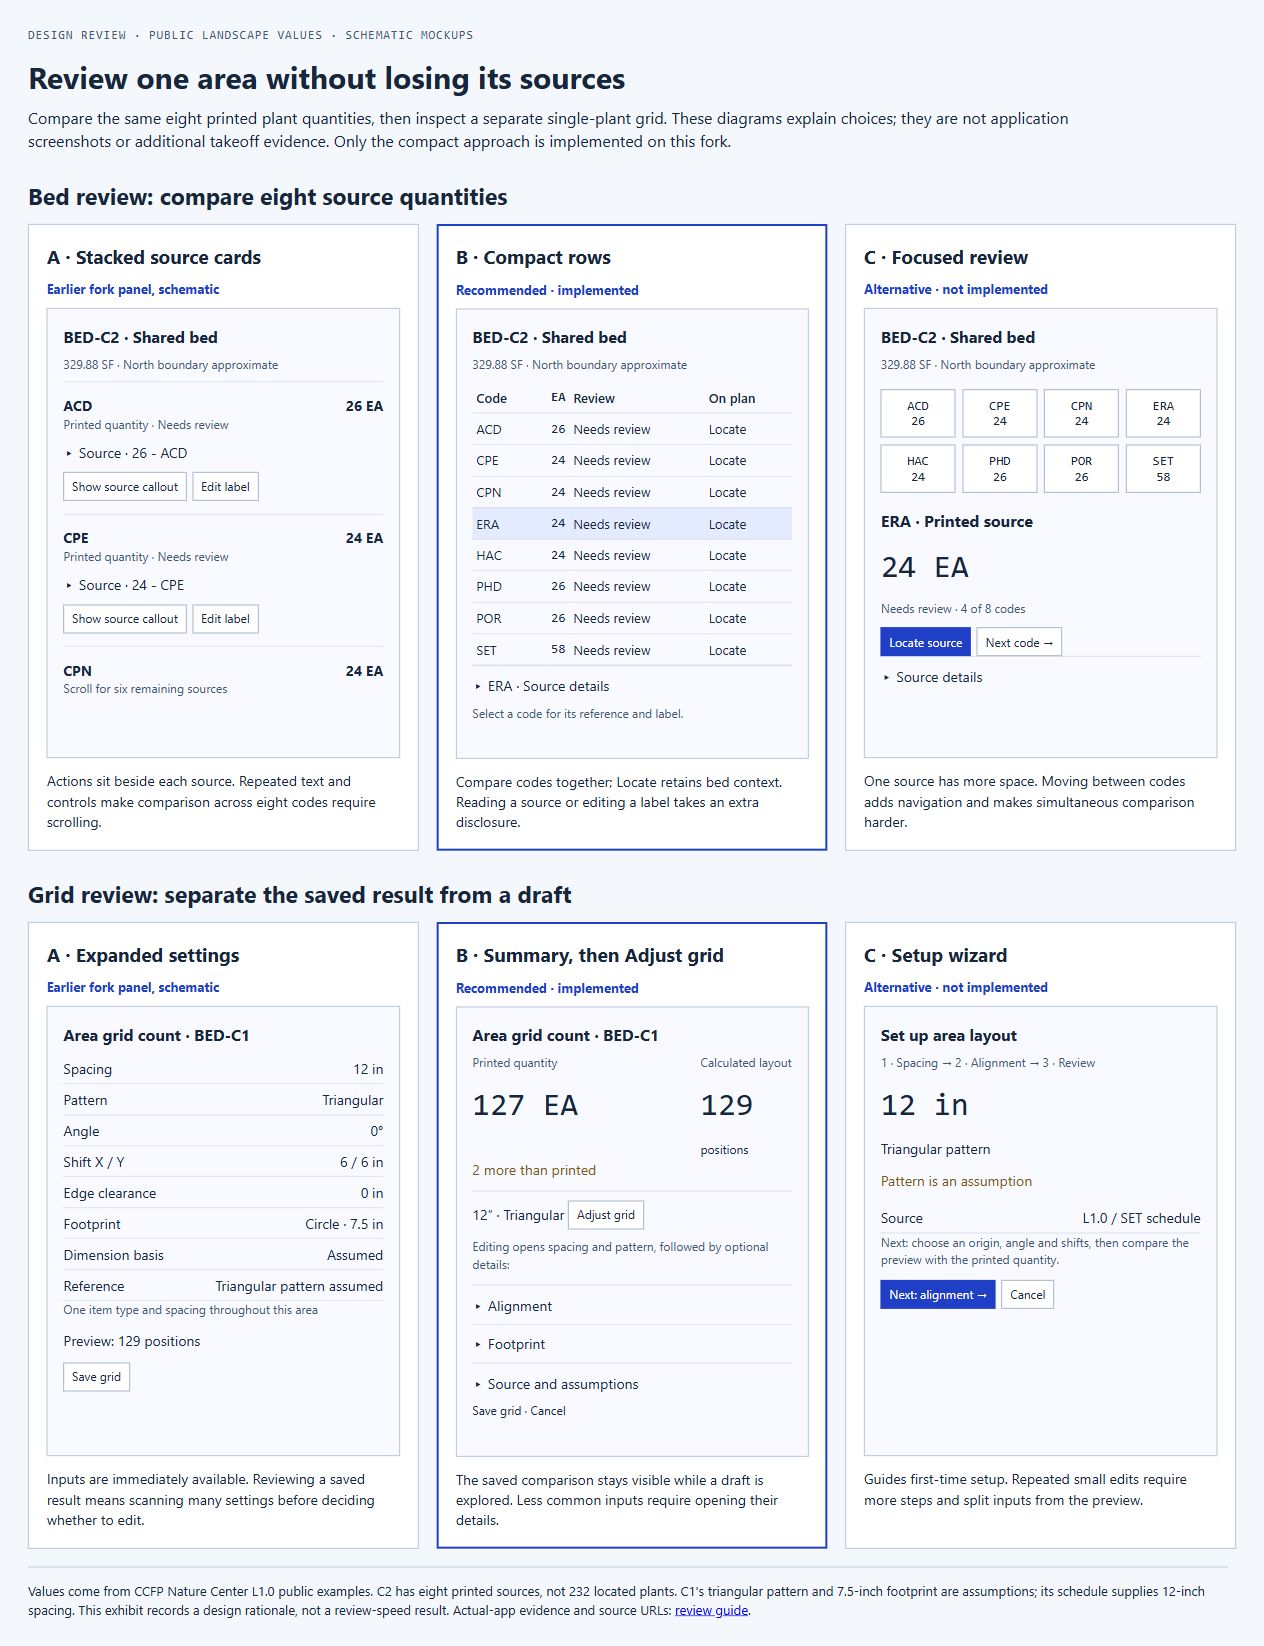 DESIGN REVIEW · PUBLIC LANDSCAPE VALUES · SCHEMATIC MOCKUPS
Review one area without losing its sources
Compare the same eight printed plant quantities, then inspect a separate single-plant grid. These diagrams explain choices; they are not application
screenshots or additional takeoff evidence. Only the compact approach is implemented on this fork.
Bed review: compare eight source quantities
A · Stacked source cards
Earlier fork panel, schematic
BED-C2 · Shared bed
329.88 SF · North boundary approximate
ACD 26 EA
Printed quantity · Needs review
‣ Source · 26 - ACD
Show source callout Edit label
CPE 24 EA
Printed quantity · Needs review
‣ Source · 24 - CPE
Show source callout Edit label
CPN 24 EA
Scroll for six remaining sources
Actions sit beside each source. Repeated text and
controls make comparison across eight codes require
scrolling.
B · Compact rows
Recommended · implemented
BED-C2 · Shared bed
329.88 SF · North boundary approximate
Code EA Review On plan
ACD 26 Needs review Locate
CPE 24 Needs review Locate
CPN 24 Needs review Locate
ERA 24 Needs review Locate
HAC 24 Needs review Locate
PHD 26 Needs review Locate
POR 26 Needs review Locate
SET 58 Needs review Locate
‣ ERA · Source details
Select a code for its reference and label.
Compare codes together; Locate retains bed context.
Reading a source or editing a label takes an extra
disclosure.
C · Focused review
Alternative · not implemented
BED-C2 · Shared bed
329.88 SF · North boundary approximate
ACD CPE CPN ERA
26 24 24 24
HAC PHD POR SET
24 26 26 58
ERA · Printed source
24 EA
Needs review · 4 of 8 codes
Locate source Next code →
‣ Source details
One source has more space. Moving between codes
adds navigation and makes simultaneous comparison
harder.
Grid review: separate the saved result from a draft
A · Expanded settings
Earlier fork panel, schematic
Area grid count · BED-C1
Spacing 12 in
Pattern Triangular
Angle 0°
Shift X / Y 6 / 6 in
Edge clearance 0 in
Footprint Circle · 7.5 in
Dimension basis Assumed
Reference Triangular pattern assumed
One item type and spacing throughout this area
Preview: 129 positions
Save grid
Inputs are immediately available. Reviewing a saved
result means scanning many settings before deciding
whether to edit.
B · Summary, then Adjust grid
Recommended · implemented
Area grid count · BED-C1
Printed quantity Calculated layout
127 EA 129
positions
2 more than printed
12″ · Triangular Adjust grid
Editing opens spacing and pattern, followed by optional
details:
‣ Alignment
‣ Footprint
‣ Source and assumptions
Save grid · Cancel
The saved comparison stays visible while a draft is
explored. Less common inputs require opening their
details.
C · Setup wizard
Alternative · not implemented
Set up area layout
1 · Spacing → 2 · Alignment → 3 · Review
12 in
Triangular pattern
Pattern is an assumption
Source L1.0 / SET schedule
Next: choose an origin, angle and shifts, then compare the
preview with the printed quantity.
Next: alignment → Cancel
Guides first-time setup. Repeated small edits require
more steps and split inputs from the preview.
Values come from CCFP Nature Center L1.0 public examples. C2 has eight printed sources, not 232 located plants. C1's triangular pattern and 7.5-inch footprint are assumptions; its schedule supplies 12-inch
spacing. This exhibit records a design rationale, not a review-speed result. Actual-app evidence and source URLs: review guide.